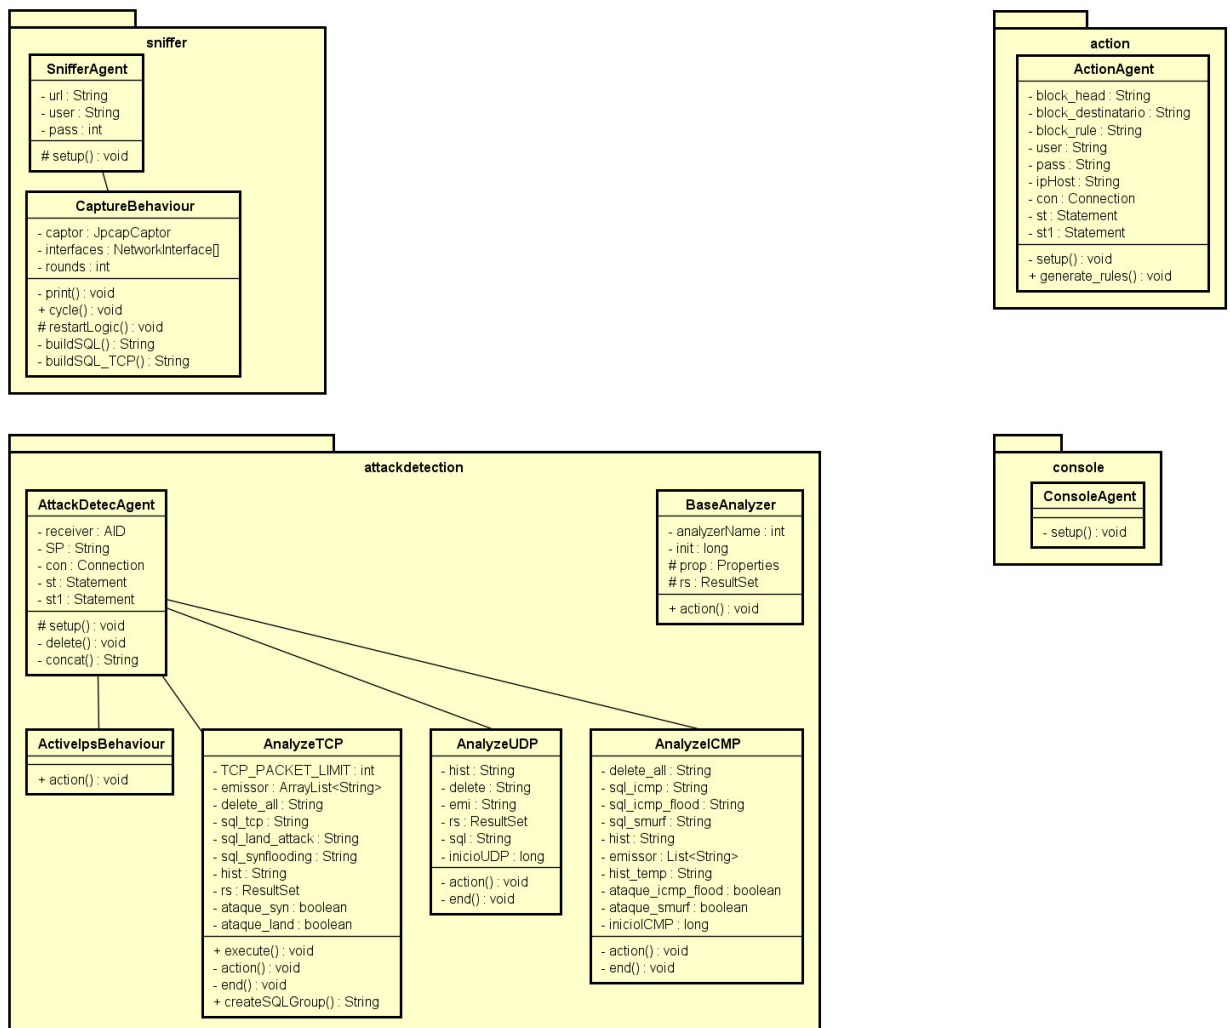 sniffer
SnifferAgent
- url : String
- user : String
- pass : int
# setup() : void
CaptureBehaviour
- captor : JpcapCaptor
- interfaces : NetworkInterface[]
- rounds : int
- print() : void
+ cycle() : void
# restartLogic() : void
- buildSQL() : String
- buildSQL_TCP() : String
action
ActionAgent
- block_head : String
- block_destinatario : String
- block_rule : String
- user : String
- pass : String
- ipHost : String
- con : Connection
- st : Statement
- st1 : Statement
- setup() : void
+ generate_rules() : void
attackdetection
AttackDetecAgent
- receiver : AID
- SP : String
- con : Connection
- st : Statement
- st1 : Statement
# setup() : void
- delete() : void
- concat() : String
BaseAnalyzer
- analyzerName : int
- init : long
# prop : Properties
# rs : ResultSet
+ action() : void
ActiveIpsBehaviour
+ action() : void
AnalyzeTCP
- TCP_PACKET_LIMIT : int
- emissor : ArrayList<String>
- delete_all : String
- sql_tcp : String
- sql_land_attack : String
- sql_synflooding : String
- hist : String
- rs : ResultSet
- ataque_syn : boolean
- ataque_land : boolean
+ execute() : void
- action() : void
- end() : void
+ createSQLGroup() : String
AnalyzeUDP
- hist : String
- delete : String
- emi : String
- rs : ResultSet
- sql : String
- inicioUDP : long
- action() : void
- end() : void
AnalyzeICMP
- delete_all : String
- sql_icmp : String
- sql_icmp_flood : String
- sql_smurf : String
- hist : String
- emissor : List<String>
- hist_temp : String
- ataque_icmp_flood : boolean
- ataque_smurf : boolean
- inicioICMP : long
- action() : void
- end() : void
console
ConsoleAgent
- setup() : void